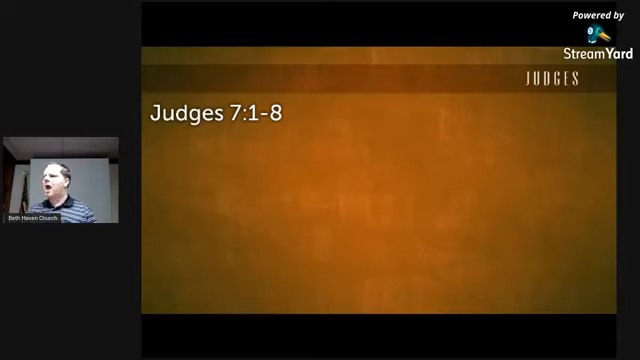 Powered by
StreamYard
JUDGES
Judges 7:1-8
Beth Haven Church